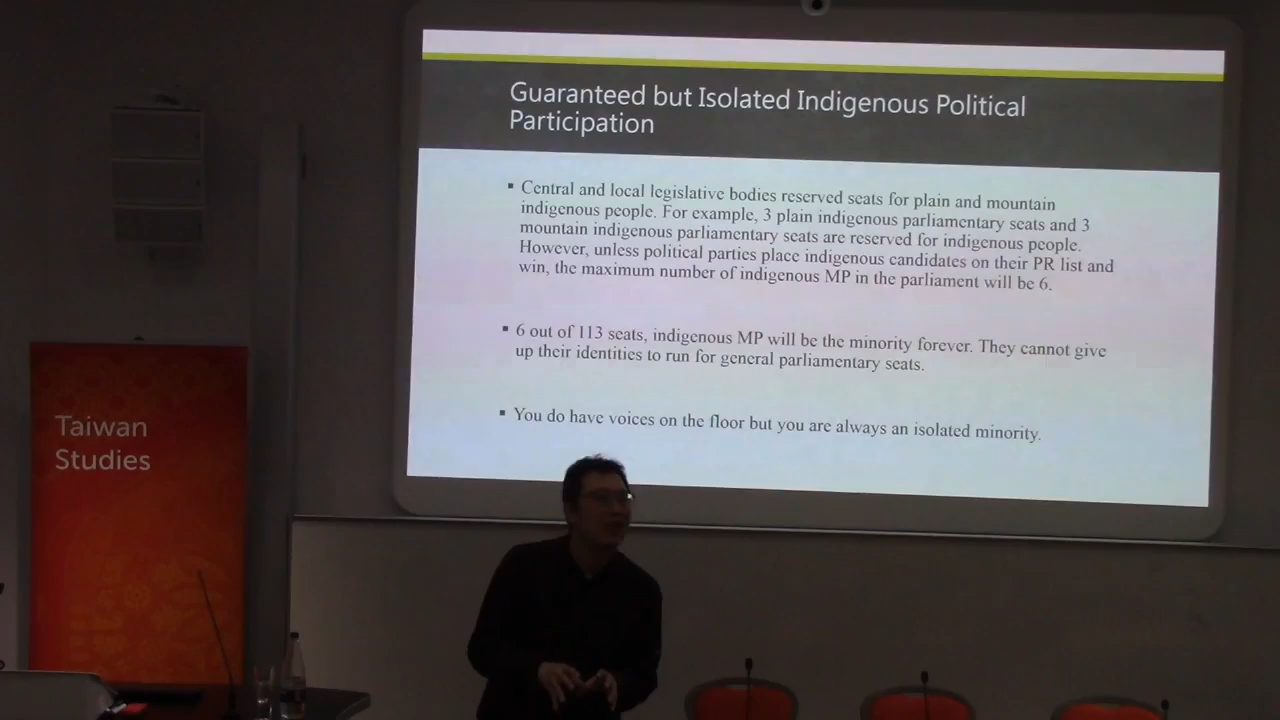 Guaranteed but Isolated Indigenous Political
Participation
▪ Central and local legislative bodies reserved seats for plain and mountain
indigenous people. For example, 3 plain indigenous parliamentary seats and 3
mountain indigenous parliamentary seats are reserved for indigenous people.
However, unless political parties place indigenous candidates on their PR list and
win, the maximum number of indigenous MP in the parliament will be 6.
▪ 6 out of 113 seats, indigenous MP will be the minority forever. They cannot give
up their identities to run for general parliamentary seats.
▪ You do have voices on the floor but you are always an isolated minority.
Taiwan
Studies